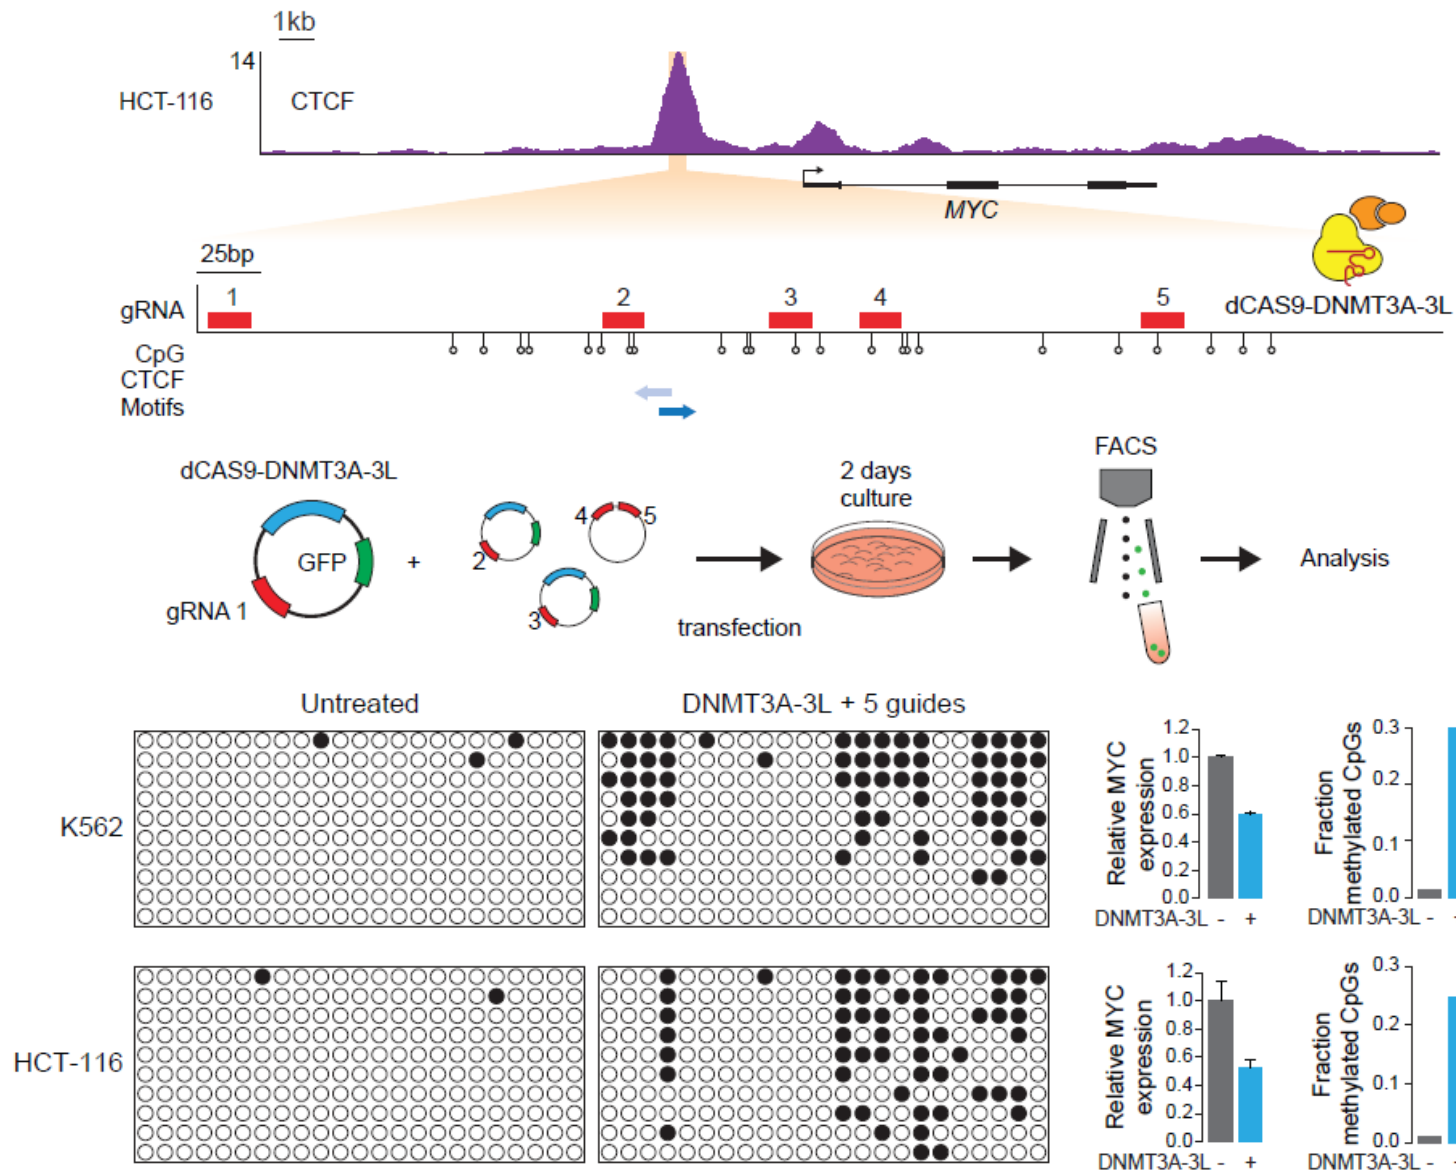 1kb
14
HCT-116
CTCF
MYC
25bp
gRNA
1
2
3
4
5
dCAS9-DNMT3A-3L
CpG
CTCF
Motifs
dCAS9-DNMT3A-3L
GFP
gRNA 1
+
2
3
4
5
transfection
2 days
culture
FACS
Analysis
Untreated
DNMT3A-3L + 5 guides
K562
Relative MYC
expression
1.2
1.0
0.8
0.6
0.4
0.2
0.0
DNMT3A-3L - +
Fraction
methylated CpGs
0.3
0.2
0.1
0.0
DNMT3A-3L -
HCT-116
Relative MYC
expression
1.2
1.0
0.8
0.6
0.4
0.2
0.0
DNMT3A-3L - +
Fraction
methylated CpGs
0.3
0.2
0.1
0.0
DNMT3A-3L -